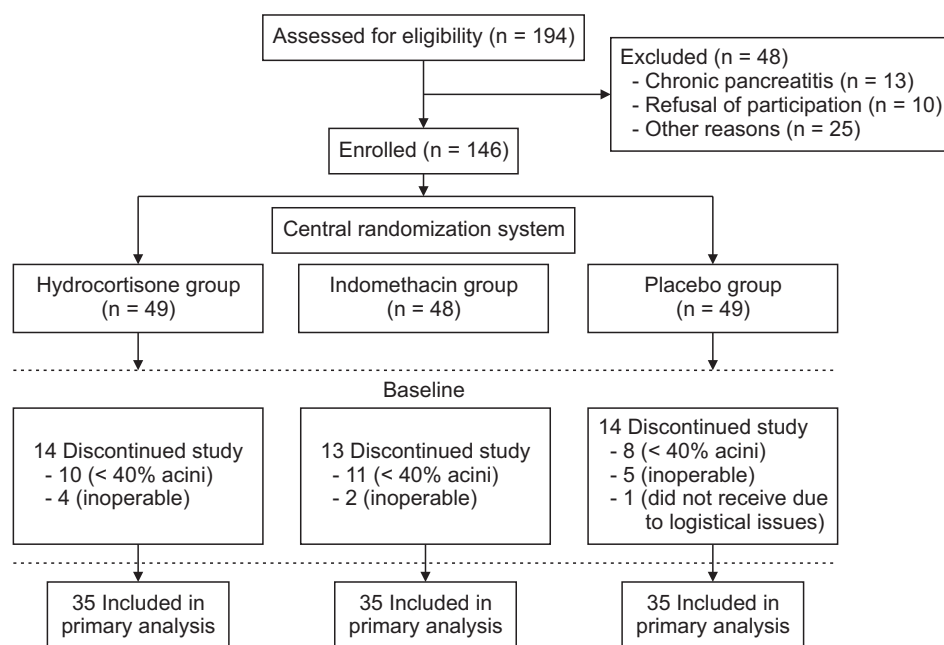 Assessed for eligibility (n = 194)
Excluded (n = 48)
- Chronic pancreatitis (n = 13)
- Refusal of participation (n = 10)
- Other reasons (n = 25)
Enrolled (n = 146)
Central randomization system
Hydrocortisone group
(n = 49)
Indomethacin group
(n = 48)
Placebo group
(n = 49)
Baseline
14 Discontinued study
- 10 (< 40% acini)
- 4 (inoperable)
13 Discontinued study
- 11 (< 40% acini)
- 2 (inoperable)
14 Discontinued study
- 8 (< 40% acini)
- 5 (inoperable)
- 1 (did not receive due
to logistical issues)
35 Included in
primary analysis
35 Included in
primary analysis
35 Included in
primary analysis